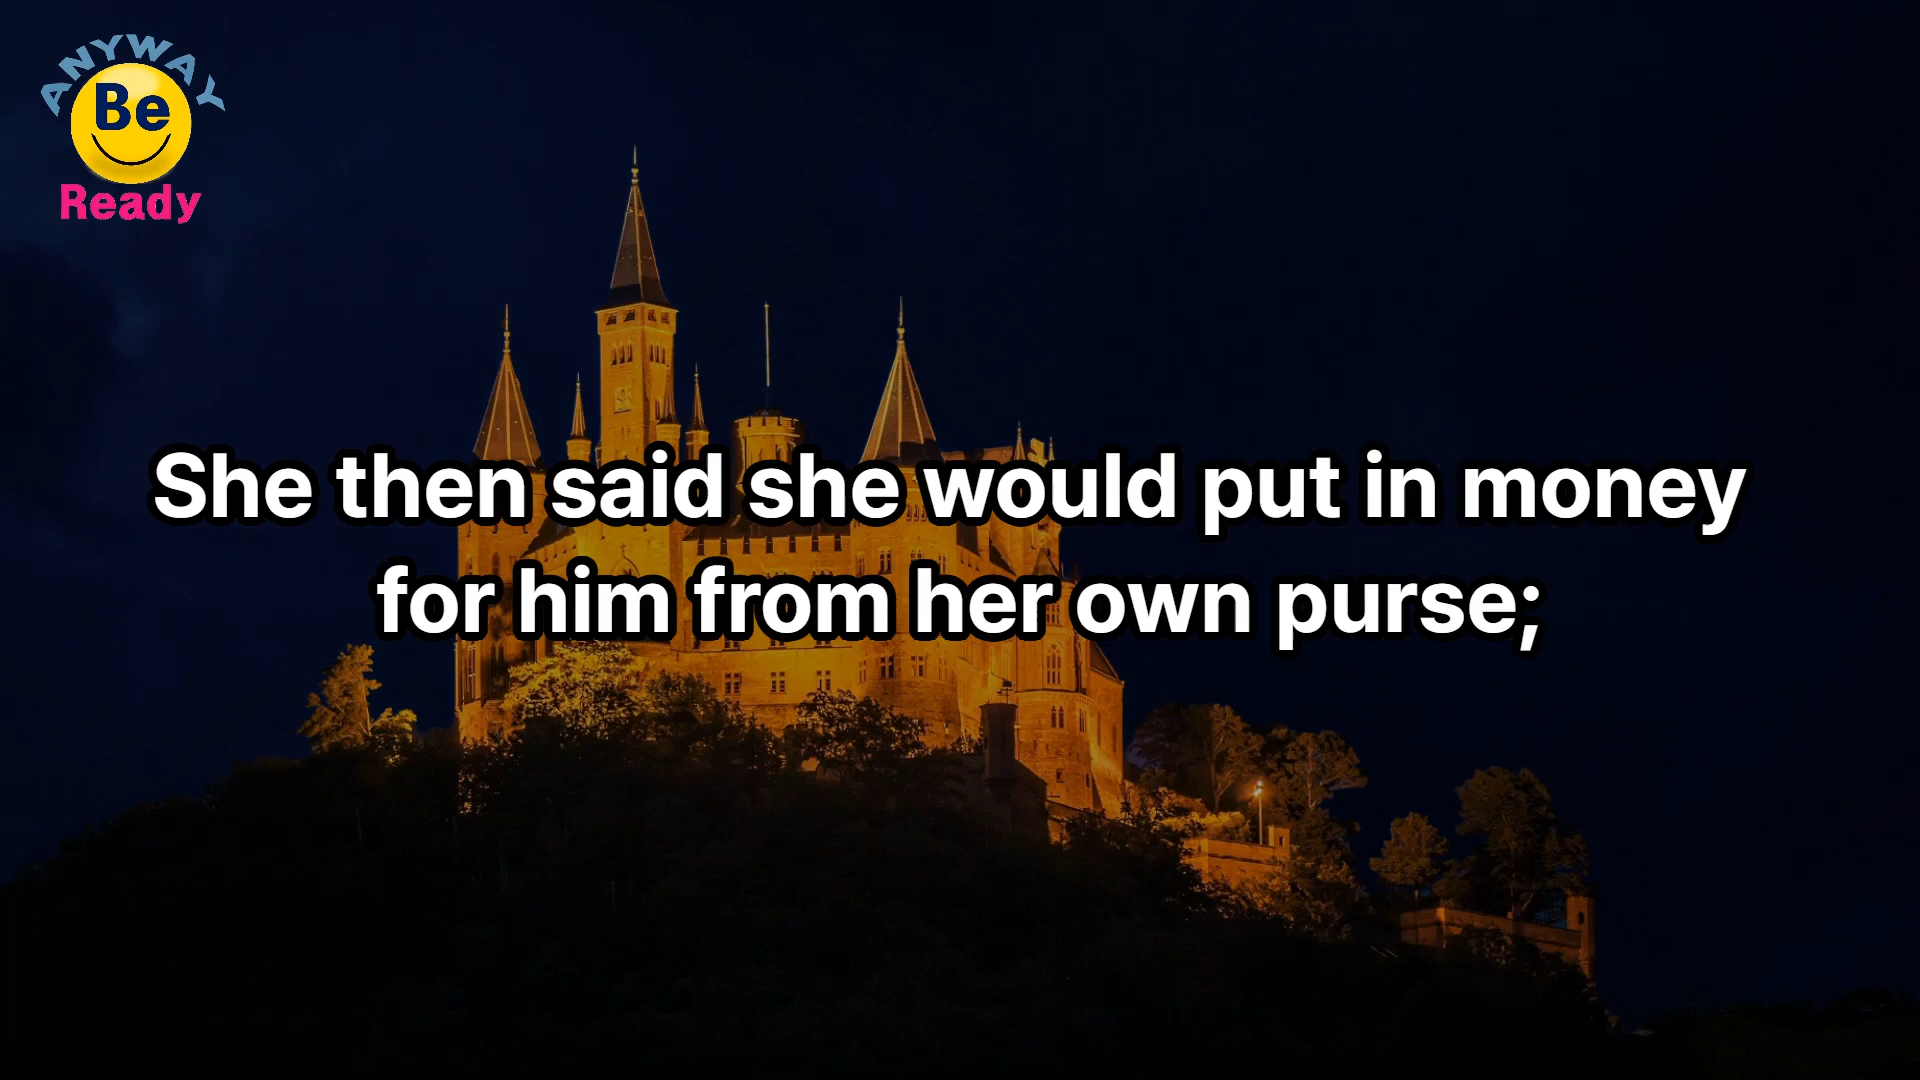 ANYWAY
Be
Ready
She then said she would put in money
for him from her own purse;